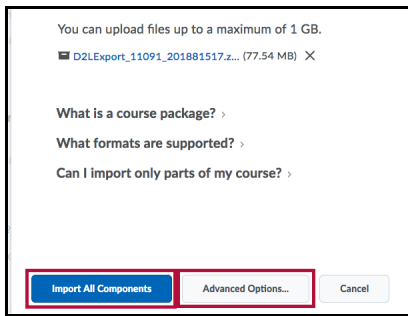 You can upload files up to a maximum of 1 GB.
D2LExport_11091_201881517.z... (77.54 MB) X
What is a course package? >
What formats are supported? >
Can I import only parts of my course? >
Import All Components Advanced Options... Cancel